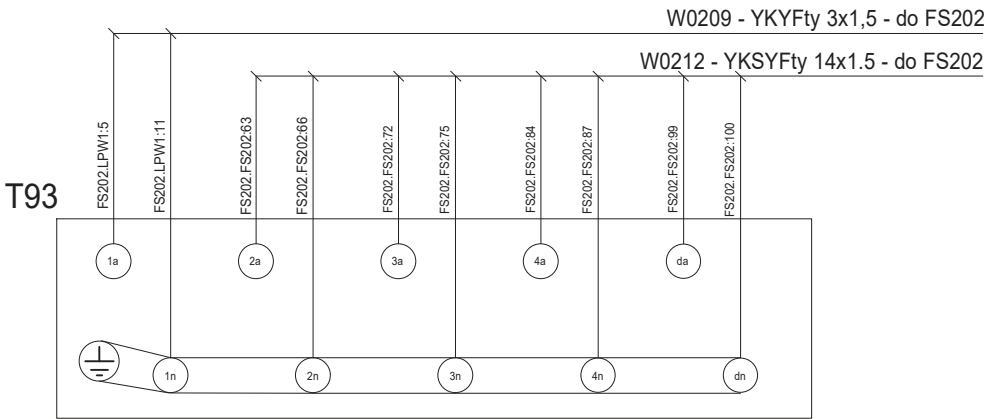 W0209 - YKYFty 3x1,5 - do FS202
W0212 - YKSYFty 14x1.5 - do FS202
FS202.LPW1:5
FS202.LPW1:11
FS202.FS202:63
FS202.FS202:66
FS202.FS202:72
FS202.FS202:75
FS202.FS202:84
FS202.FS202:87
FS202.FS202:99
FS202.FS202:100
T93
1a
2a
3a
4a
da
1n
2n
3n
4n
dn